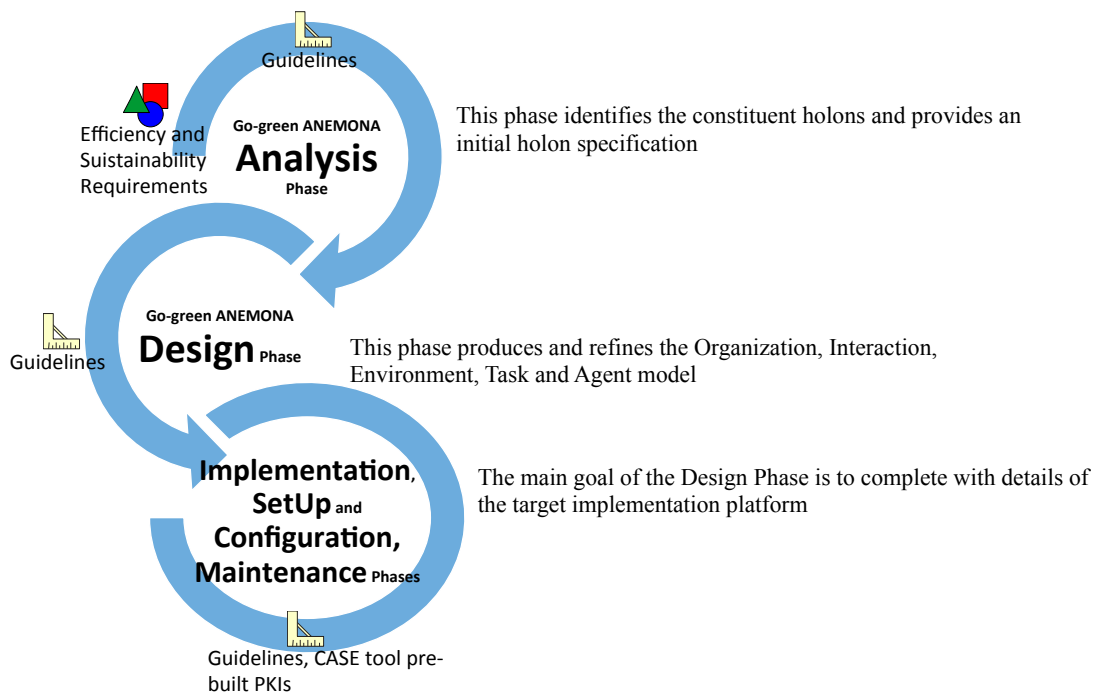 Guidelines
Efficiency and
Suistainability
Requirements
Go-green ANEMONA
Analysis
Phase
This phase identifies the constituent holons and provides an
initial holon specification
Guidelines
Go-green ANEMONA
Design Phase
This phase produces and refines the Organization, Interaction,
Environment, Task and Agent model
Implementation,
SetUp and
Configuration,
Maintenance Phases
The main goal of the Design Phase is to complete with details of
the target implementation platform
Guidelines, CASE tool pre-
built PKIs